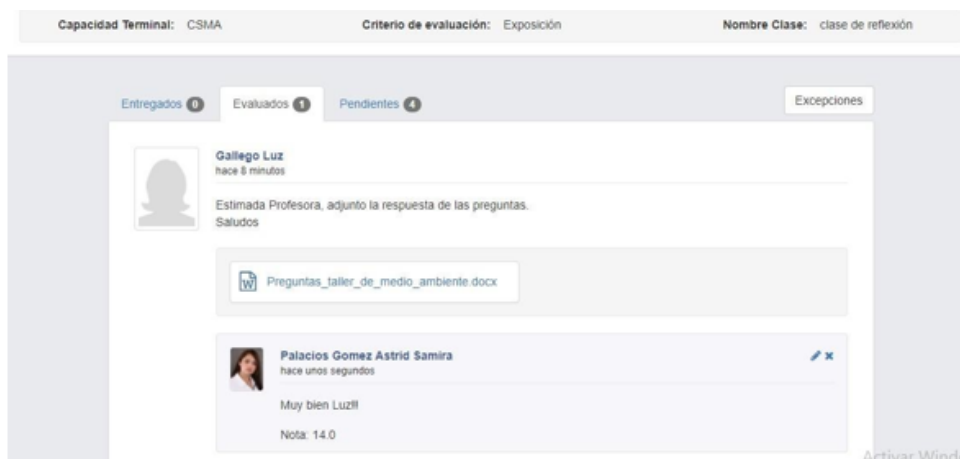 Capacidad Terminal: CSMA Criterio de evaluación: Exposición Nombre Clase: clase de reflexión
Entregados 0 Evaluados 1 Pendientes 4 Excepciones
Gallego Luz
hace 8 minutos
Estimada Profesora, adjunto la respuesta de las preguntas.
Saludos
Preguntas_taller_de_medio_ambiente.docx
Palacios Gomez Astrid Samira
hace unos segundos
Muy bien Luz!!!
Nota: 14.0
Activar Wind